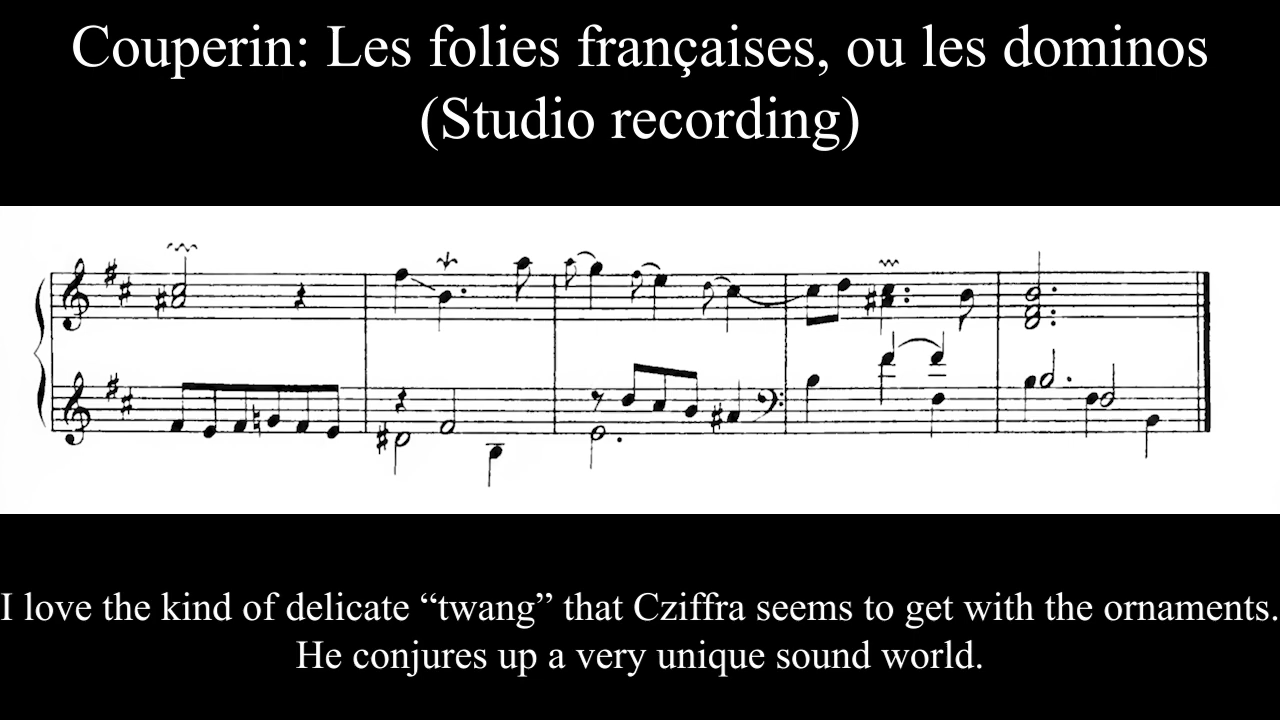 Couperin: Les folies françaises, ou les dominos
(Studio recording)
I love the kind of delicate “twang” that Cziffra seems to get with the ornaments.
He conjures up a very unique sound world.